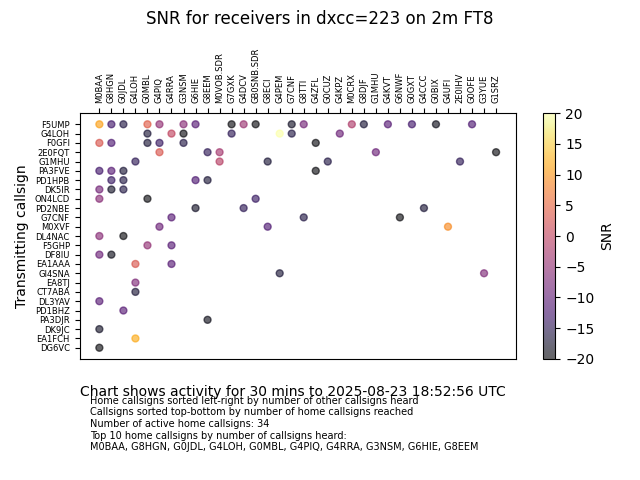 SNR for receivers in dxcc=223 on 2m FT8
M0BAA
G8HGN
G0JDL
G4LOH
G0MBL
G4PIQ
G4RRA
G3NSM
G6HIE
G8EEM
M0VOB.SDR
G7GXK
G4DCV
GB0SNB.SDR
G8ECI
G4PEM
G7CNF
G8TTI
G4ZFL
G0CUZ
G4KPZ
M0CRX
G8DJF
G1MHU
G4KVT
G6NWF
G0GXT
G4CCC
G0BIX
G4UFI
2E0IHV
G0OFE
G3YUE
G1SRZ
Transmitting callsign
F5UMP
G4LOH
F0GFI
2E0FQT
G1MHU
PA3FVE
PD1HPB
DK5IR
ON4LCD
PD2NBE
G7CNF
M0XVF
DL4NAC
F5GHP
DF8IU
EA1AAA
GI4SNA
EA8TJ
CT7ABA
DL3YAV
PD1BHZ
PA3DJR
DK9JC
EA1FCH
DG6VC
20
15
10
5
0
−5
−10
−15
−20
SNR
Chart shows activity for 30 mins to 2025-08-23 18:52:56 UTC
Home callsigns sorted left-right by number of other callsigns heard
Callsigns sorted top-bottom by number of home callsigns reached
Number of active home callsigns: 34
Top 10 home callsigns by number of callsigns heard:
M0BAA, G8HGN, G0JDL, G4LOH, G0MBL, G4PIQ, G4RRA, G3NSM, G6HIE, G8EEM